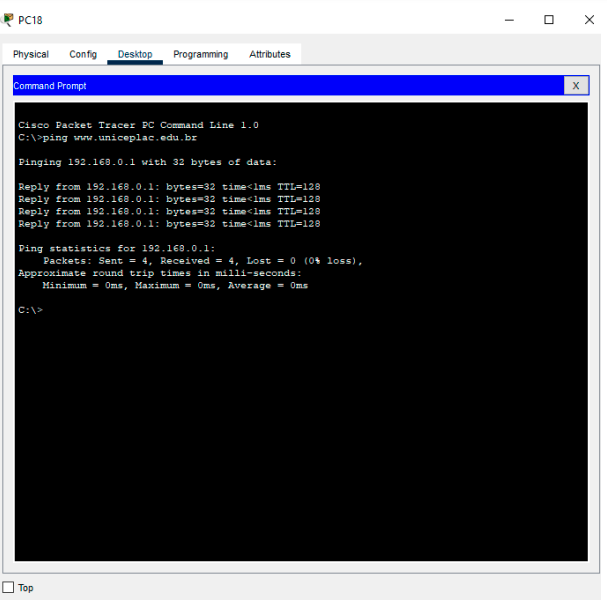 PC18
Physical Config Desktop Programming Attributes
Command Prompt X
Cisco Packet Tracer PC Command Line 1.0
C:\>ping www.uniceplac.edu.br
Pinging 192.168.0.1 with 32 bytes of data:
Reply from 192.168.0.1: bytes=32 time<1ms TTL=128
Reply from 192.168.0.1: bytes=32 time<1ms TTL=128
Reply from 192.168.0.1: bytes=32 time<1ms TTL=128
Reply from 192.168.0.1: bytes=32 time<1ms TTL=128
Ping statistics for 192.168.0.1:
Packets: Sent = 4, Received = 4, Lost = 0 (0% loss),
Approximate round trip times in milli-seconds:
Minimum = 0ms, Maximum = 0ms, Average = 0ms
C:\>
Top